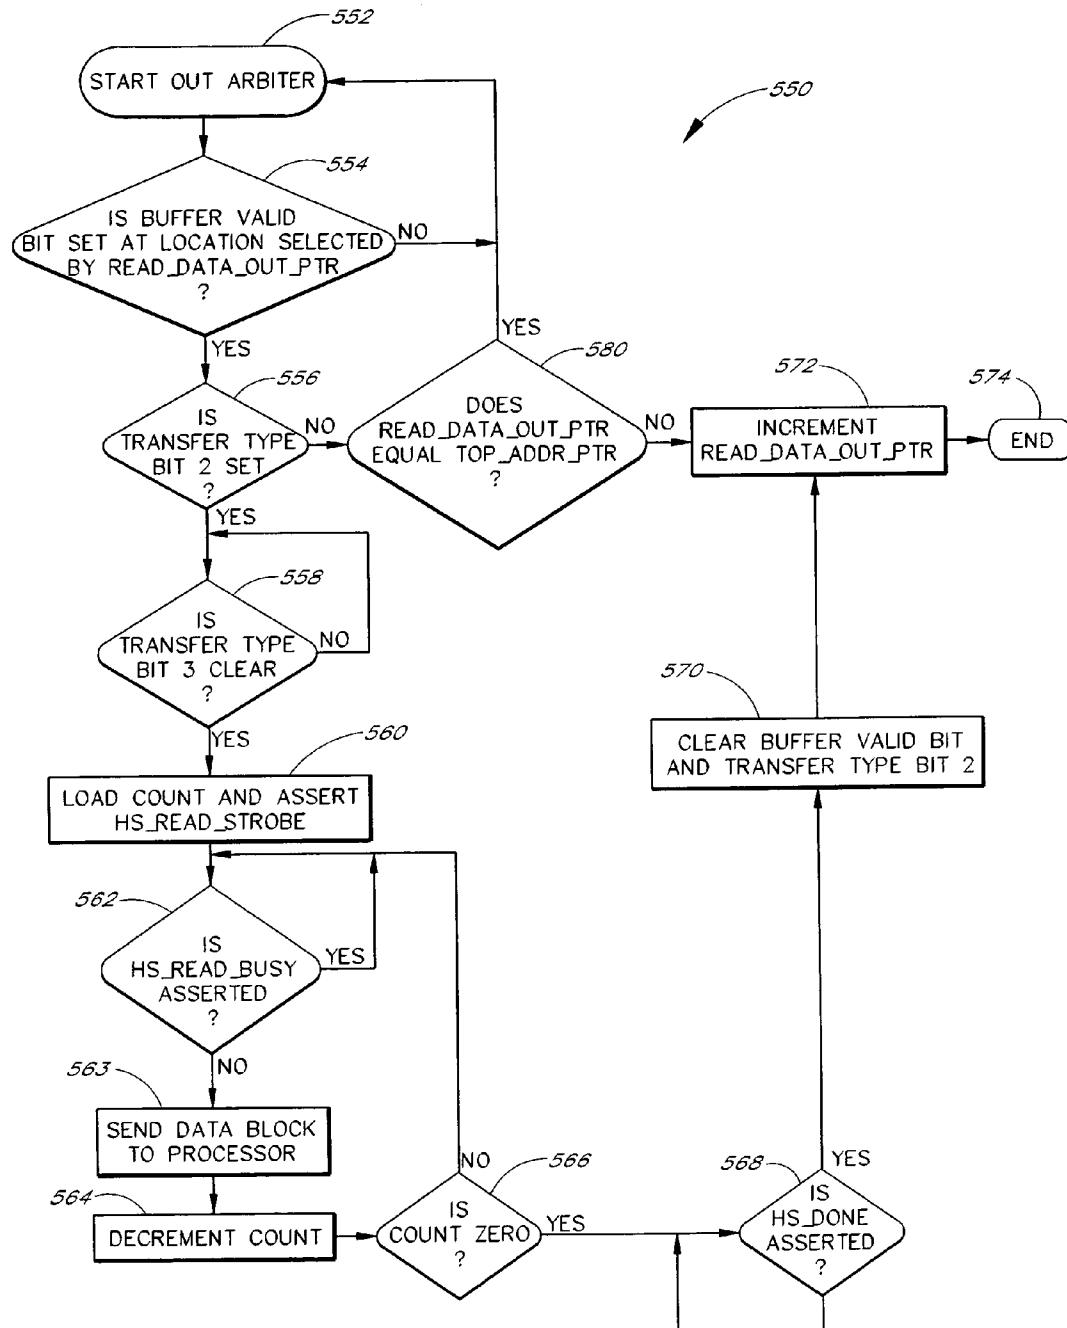 552
START OUT ARBITER
550
554
IS BUFFER VALID
BIT SET AT LOCATION SELECTED
BY READ_DATA_OUT_PTR
?
NO
YES
YES
556
580
572
574
IS
TRANSFER TYPE
BIT 2 SET
?
NO
DOES
READ_DATA_OUT_PTR
EQUAL TOP_ADDR_PTR
?
NO
INCREMENT
READ_DATA_OUT_PTR
END
YES
558
IS
TRANSFER TYPE
BIT 3 CLEAR
?
NO
YES
570
CLEAR BUFFER VALID BIT
AND TRANSFER TYPE BIT 2
560
LOAD COUNT AND ASSERT
HS_READ_STROBE
562
IS
HS_READ_BUSY
ASSERTED
?
YES
NO
563
SEND DATA BLOCK
TO PROCESSOR
564
DECREMENT COUNT
NO
566
IS
COUNT ZERO
?
YES
568
YES
IS
HS_DONE
ASSERTED
?